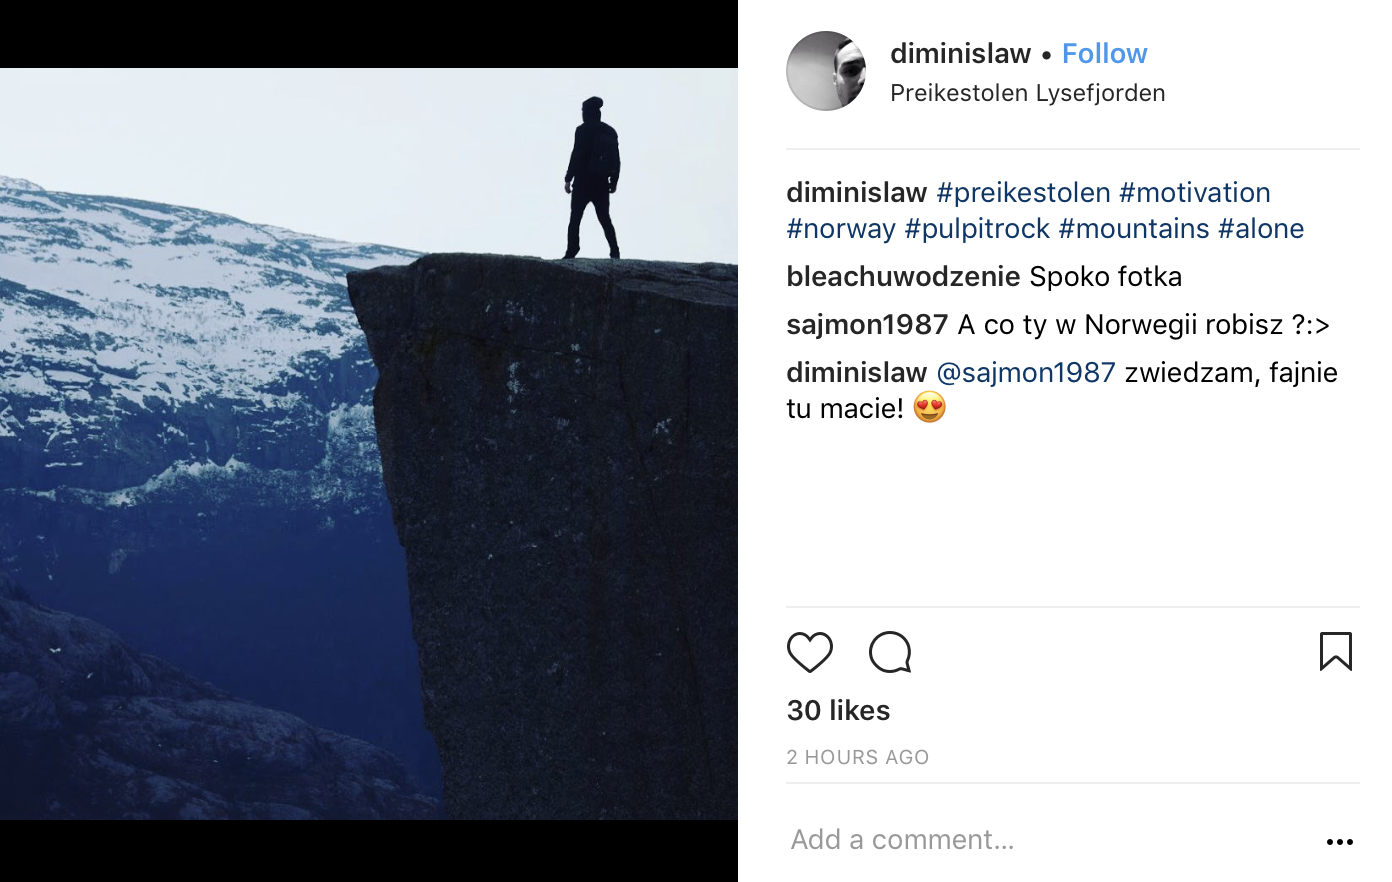 diminislaw • Follow
Preikestolen Lysefjorden
diminislaw #preikestolen #motivation
#norway #pulpitrock #mountains #alone
bleachuwodzenie Spoko fotka
sajmon1987 A co ty w Norwegii robisz ?:>
diminislaw @sajmon1987 zwiedzam, fajnie
tu macie! 😍
30 likes
2 HOURS AGO
Add a comment...